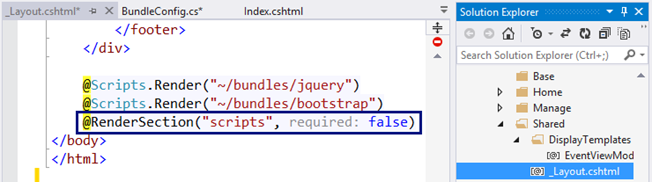 _Layout.cshtml* BundleConfig.cs* Index.cshtml
</footer>
</div>
@Scripts.Render("~/bundles/jquery")
@Scripts.Render("~/bundles/bootstrap")
@RenderSection("scripts", required: false)
</body>
</html>
Solution Explorer
Search Solution Explorer (Ctrl+;)
Base
Home
Manage
Shared
DisplayTemplates
[@] EventViewMod
[@] _Layout.cshtml